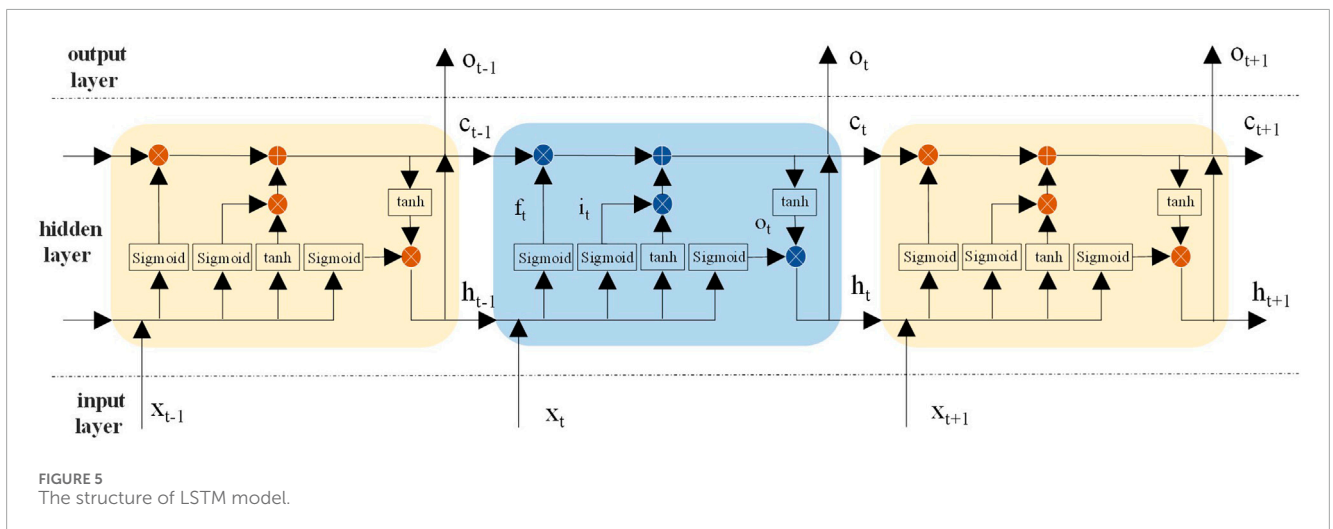 output layer
o_{t-1} o_t o_{t+1}
c_{t-1} c_t c_{t+1}
tanh tanh tanh
f_t i_t o_t
hidden layer
Sigmoid Sigmoid tanh Sigmoid Sigmoid Sigmoid tanh Sigmoid Sigmoid Sigmoid tanh Sigmoid
h_{t-1} h_t h_{t+1}
input layer
x_{t-1} x_t x_{t+1}
FIGURE 5
The structure of LSTM model.